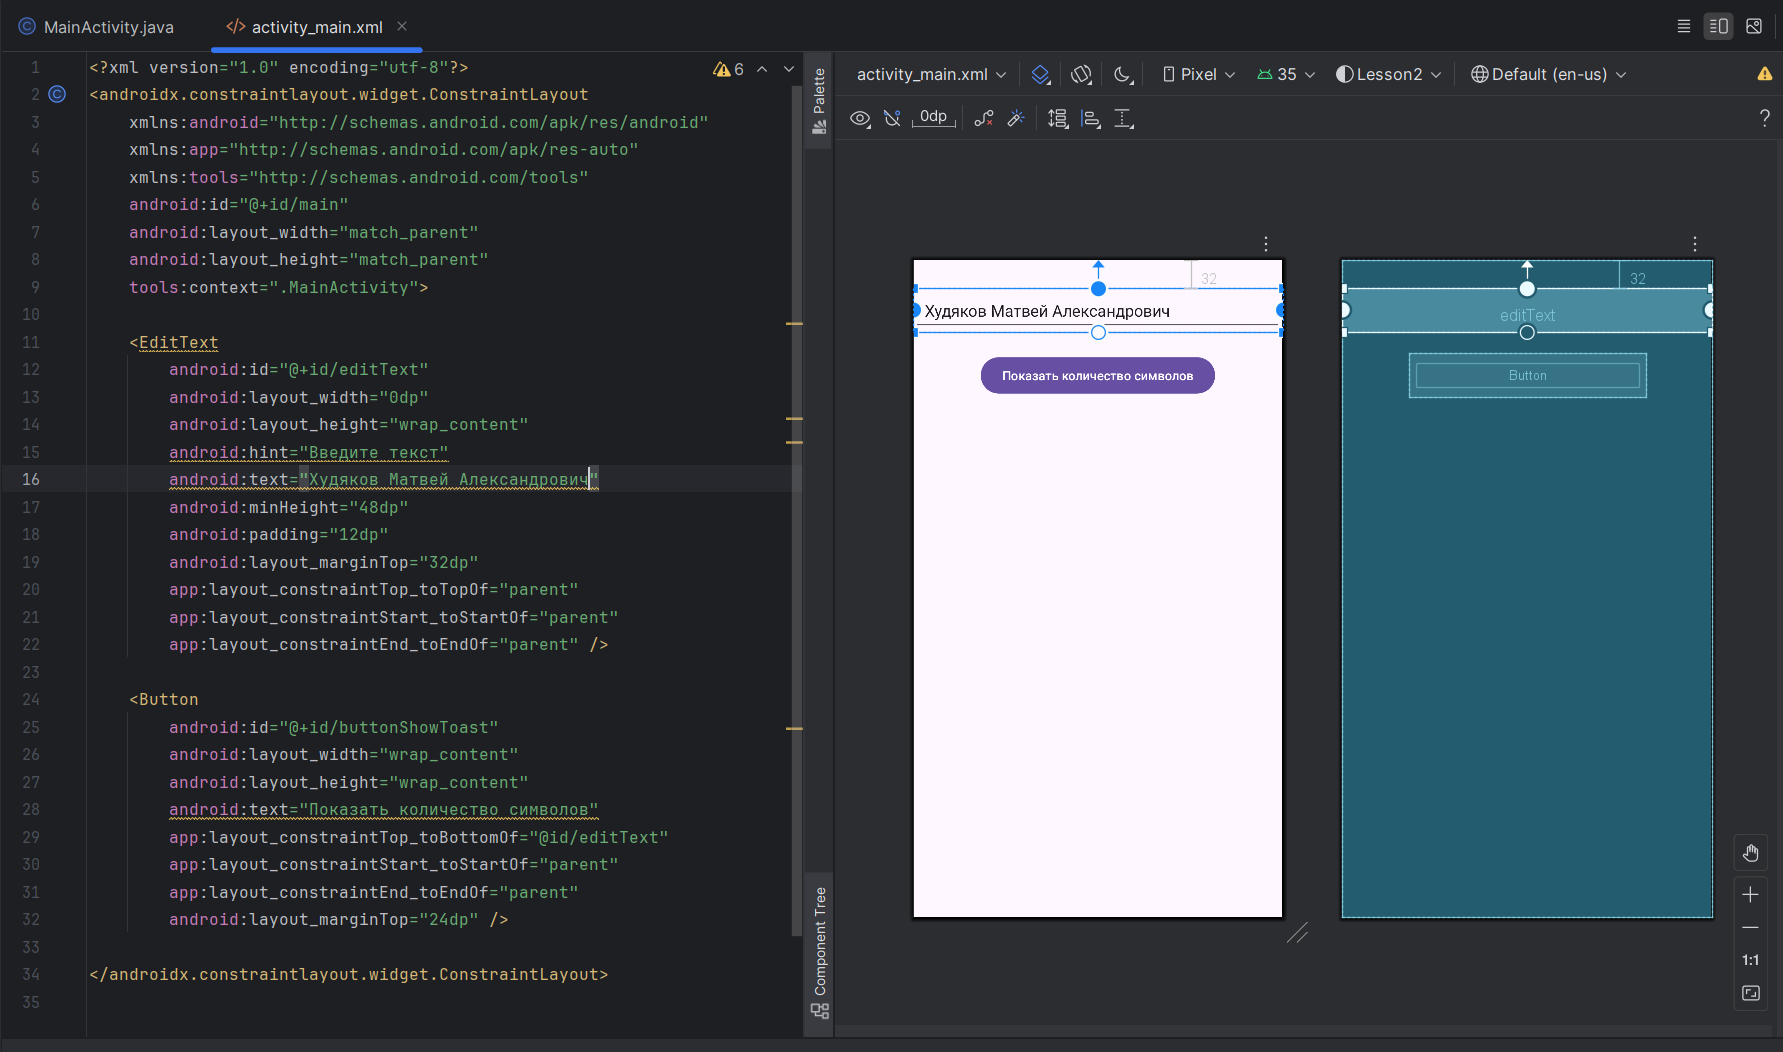 MainActivity.java
</> activity_main.xml
1 <?xml version="1.0" encoding="utf-8"?>
6
2 <androidx.constraintlayout.widget.ConstraintLayout
3 xmlns:android="http://schemas.android.com/apk/res/android"
4 xmlns:app="http://schemas.android.com/apk/res-auto"
5 xmlns:tools="http://schemas.android.com/tools"
6 android:id="@+id/main"
7 android:layout_width="match_parent"
8 android:layout_height="match_parent"
9 tools:context=".MainActivity">
10
11 <EditText
12 android:id="@+id/editText"
13 android:layout_width="0dp"
14 android:layout_height="wrap_content"
15 android:hint="Введите текст"
16 android:text="Худяков Матвей Александрович"
17 android:minHeight="48dp"
18 android:padding="12dp"
19 android:layout_marginTop="32dp"
20 app:layout_constraintTop_toTopOf="parent"
21 app:layout_constraintStart_toStartOf="parent"
22 app:layout_constraintEnd_toEndOf="parent" />
23
24 <Button
25 android:id="@+id/buttonShowToast"
26 android:layout_width="wrap_content"
27 android:layout_height="wrap_content"
28 android:text="Показать количество символов"
29 app:layout_constraintTop_toBottomOf="@id/editText"
30 app:layout_constraintStart_toStartOf="parent"
31 app:layout_constraintEnd_toEndOf="parent"
32 android:layout_marginTop="24dp" />
33
34 </androidx.constraintlayout.widget.ConstraintLayout>
35
Palette
Component Tree
activity_main.xml
Pixel
35
Lesson2
Default (en-us)
0dp
?
32
Худяков Матвей Александрович
Показать количество символов
32
editText
Button
1:1